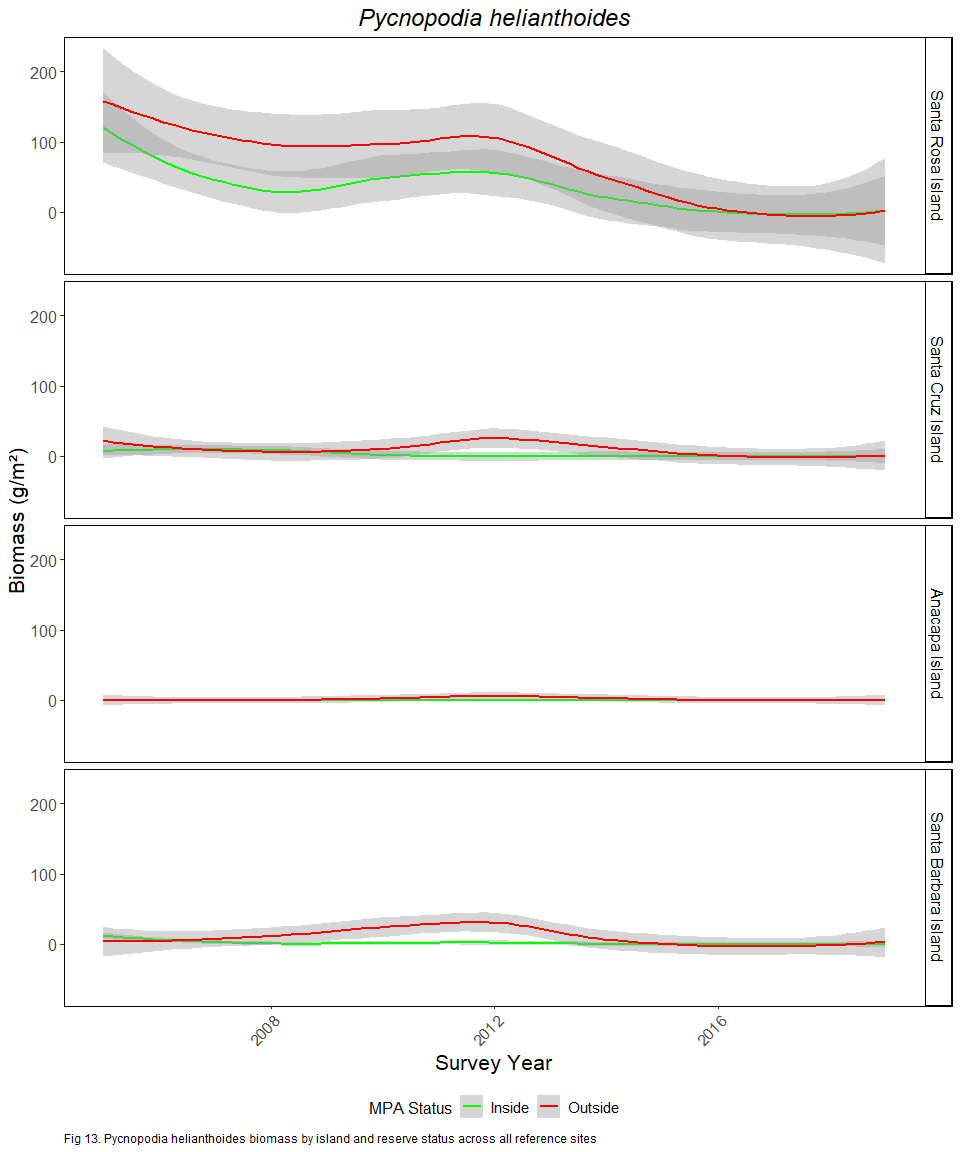 Pycnopodia helianthoides
Biomass (g/m²)
200
100
0
Santa Rosa Island
200
100
0
Santa Cruz Island
200
100
0
Anacapa Island
200
100
0
Santa Barbara Island
2008
2012
2016
Survey Year
MPA Status Inside Outside
Fig 13. Pycnopodia helianthoides biomass by island and reserve status across all reference sites